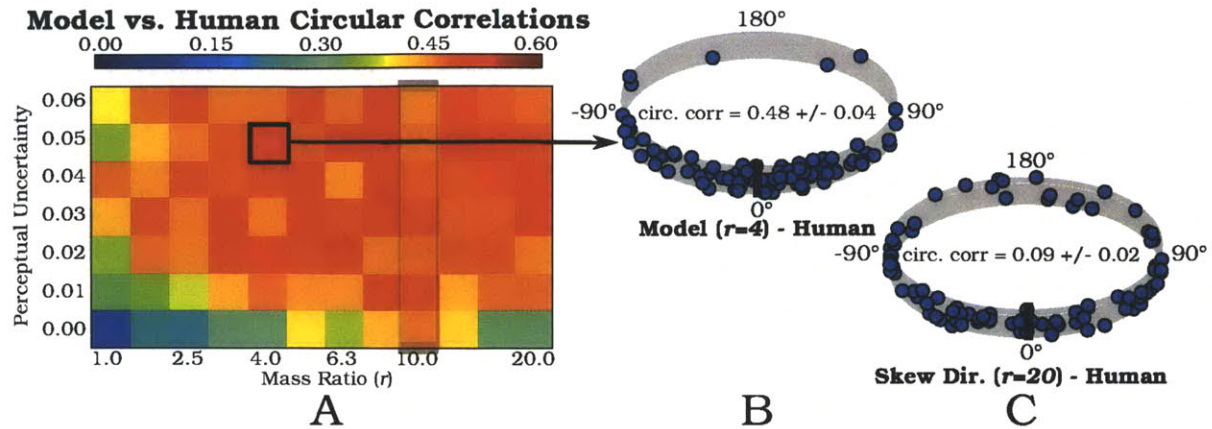 Model vs. Human Circular Correlations
0.00 0.15 0.30 0.45 0.60
Perceptual Uncertainty
0.06
0.05
0.04
0.03
0.02
0.01
0.00
1.0 2.5 4.0 6.3 10.0 20.0
Mass Ratio (r)
A
180°
-90° circ. corr = 0.48 +/- 0.04 90°
0°
Model (r=4) - Human
B
180°
-90° circ. corr = 0.09 +/- 0.02 90°
0°
Skew Dir. (r=20) - Human
C